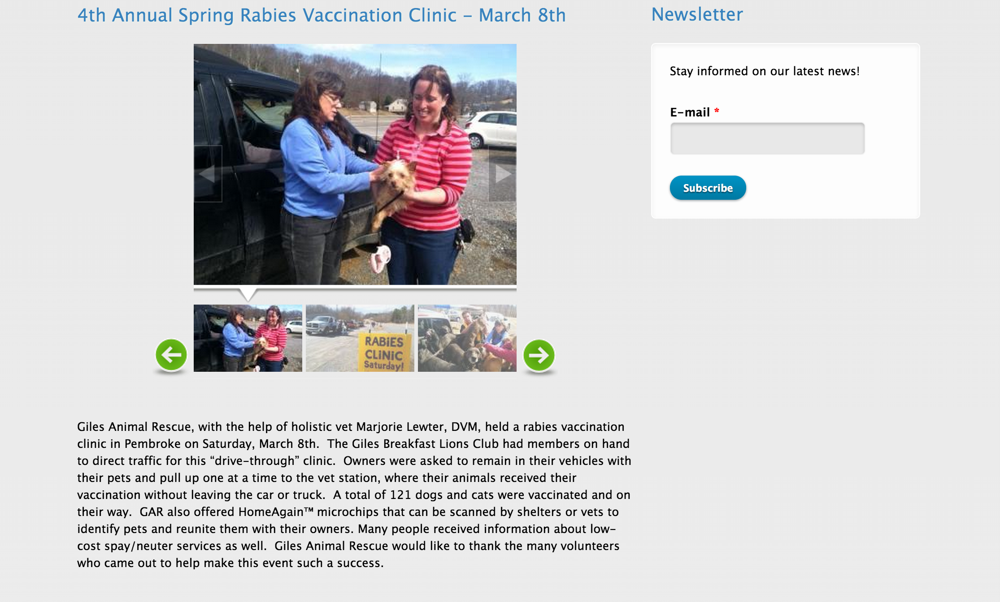 4th Annual Spring Rabies Vaccination Clinic – March 8th
RABiES
CLiNiC
Saturday!
Giles Animal Rescue, with the help of holistic vet Marjorie Lewter, DVM, held a rabies vaccination
clinic in Pembroke on Saturday, March 8th.  The Giles Breakfast Lions Club had members on hand
to direct traffic for this “drive-through” clinic.  Owners were asked to remain in their vehicles with
their pets and pull up one at a time to the vet station, where their animals received their
vaccination without leaving the car or truck.  A total of 121 dogs and cats were vaccinated and on
their way.  GAR also offered HomeAgain™ microchips that can be scanned by shelters or vets to
identify pets and reunite them with their owners. Many people received information about low-
cost spay/neuter services as well.  Giles Animal Rescue would like to thank the many volunteers
who came out to help make this event such a success.
Newsletter
Stay informed on our latest news!
E-mail *
Subscribe